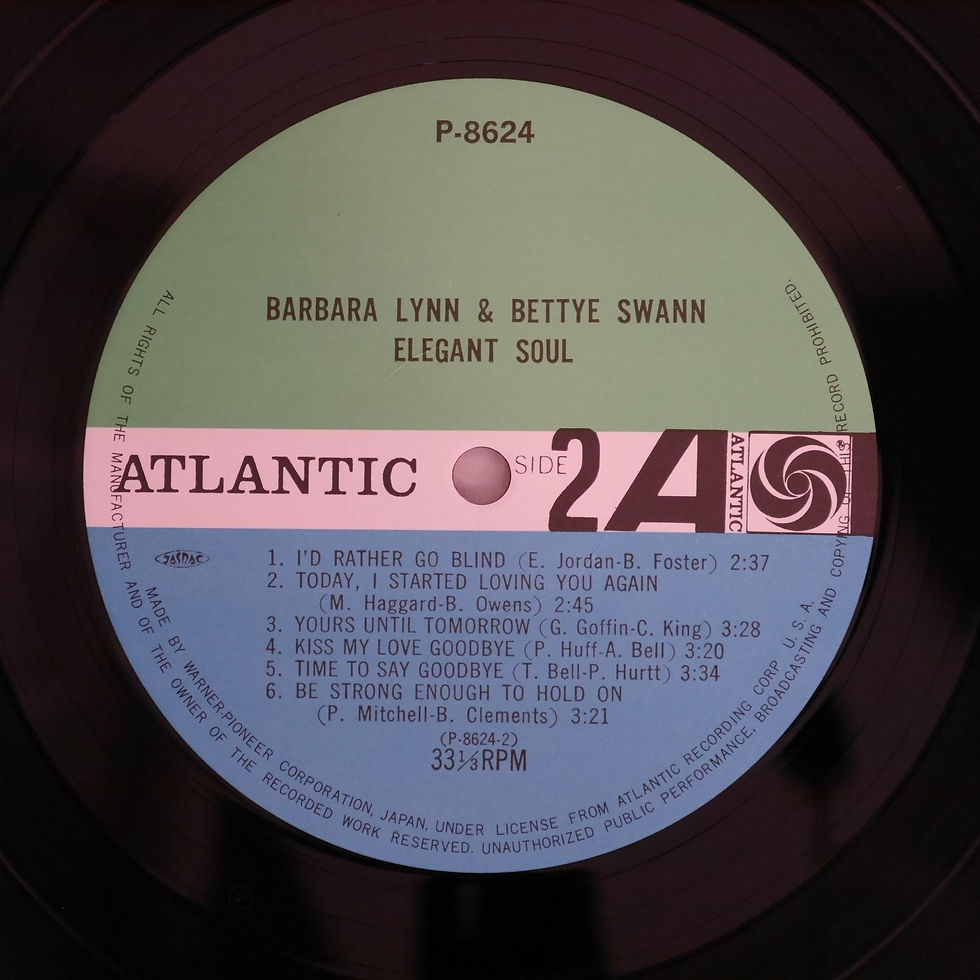 P-8624
BARBARA LYNN & BETTYE SWANN
ELEGANT SOUL
ATLANTIC
SIDE 2
A
ATLANTIC
JASRAC
1. I'D RATHER GO BLIND (E. Jordan-B. Foster) 2:37
2. TODAY, I STARTED LOVING YOU AGAIN
(M. Haggard-B. Owens) 2:45
3. YOURS UNTIL TOMORROW (G. Goffin-C. King) 3:28
4. KISS MY LOVE GOODBYE (P. Huff-A. Bell) 3:20
5. TIME TO SAY GOODBYE (T. Bell-P. Hurtt) 3:34
6. BE STRONG ENOUGH TO HOLD ON
(P. Mitchell-B. Clements) 3:21
(P-8624-2)
33⅓RPM
MADE BY WARNER-PIONEER CORPORATION, JAPAN, UNDER LICENSE FROM ATLANTIC RECORDING CORP U. S. A.
ALL RIGHTS OF THE MANUFACTURER AND OF THE OWNER OF THE RECORDED WORK RESERVED. UNAUTHORIZED PUBLIC PERFORMANCE, BROADCASTING AND COPYING OF THIS RECORD PROHIBITED.